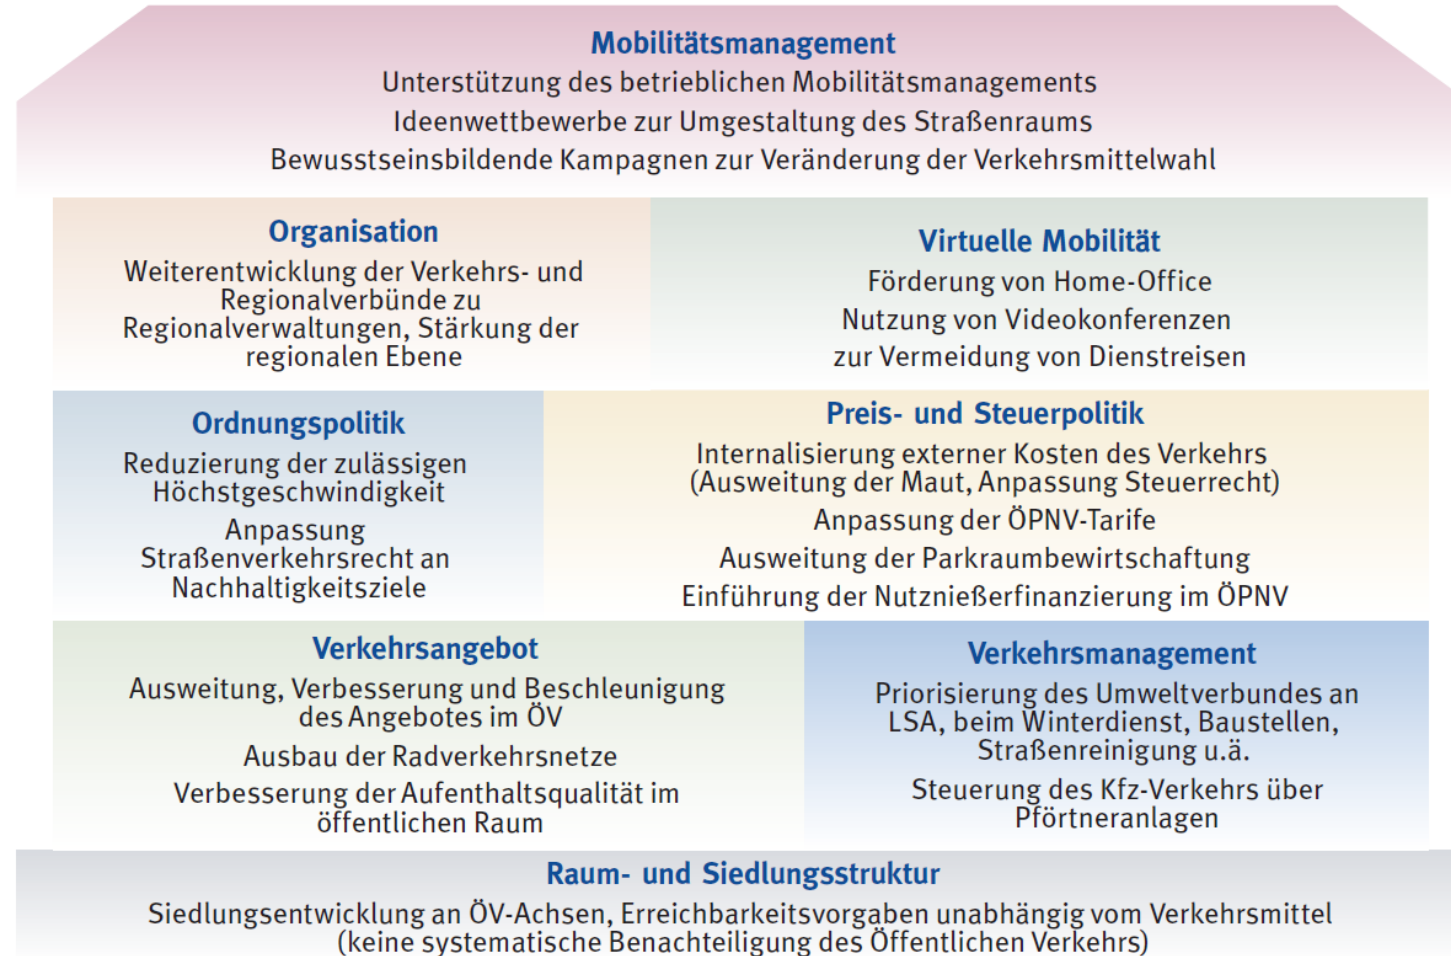 Mobilitätsmanagement
Unterstützung des betrieblichen Mobilitätsmanagements
Ideenwettbewerbe zur Umgestaltung des Straßenraums
Bewusstseinsbildende Kampagnen zur Veränderung der Verkehrsmittelwahl
Organisation
Weiterentwicklung der Verkehrs- und
Regionalverbünde zu
Regionalverwaltungen, Stärkung der
regionalen Ebene
Virtuelle Mobilität
Förderung von Home-Office
Nutzung von Videokonferenzen
zur Vermeidung von Dienstreisen
Ordnungspolitik
Reduzierung der zulässigen
Höchstgeschwindigkeit
Anpassung
Straßenverkehrsrecht an
Nachhaltigkeitsziele
Preis- und Steuerpolitik
Internalisierung externer Kosten des Verkehrs
(Ausweitung der Maut, Anpassung Steuerrecht)
Anpassung der ÖPNV-Tarife
Ausweitung der Parkraumbewirtschaftung
Einführung der Nutznießerfinanzierung im ÖPNV
Verkehrsangebot
Ausweitung, Verbesserung und Beschleunigung
des Angebotes im ÖV
Ausbau der Radverkehrsnetze
Verbesserung der Aufenthaltsqualität im
öffentlichen Raum
Verkehrsmanagement
Priorisierung des Umweltverbundes an
LSA, beim Winterdienst, Baustellen,
Straßenreinigung u.ä.
Steuerung des Kfz-Verkehrs über
Pförtneranlagen
Raum- und Siedlungsstruktur
Siedlungsentwicklung an ÖV-Achsen, Erreichbarkeitsvorgaben unabhängig vom Verkehrsmittel
(keine systematische Benachteiligung des Öffentlichen Verkehrs)